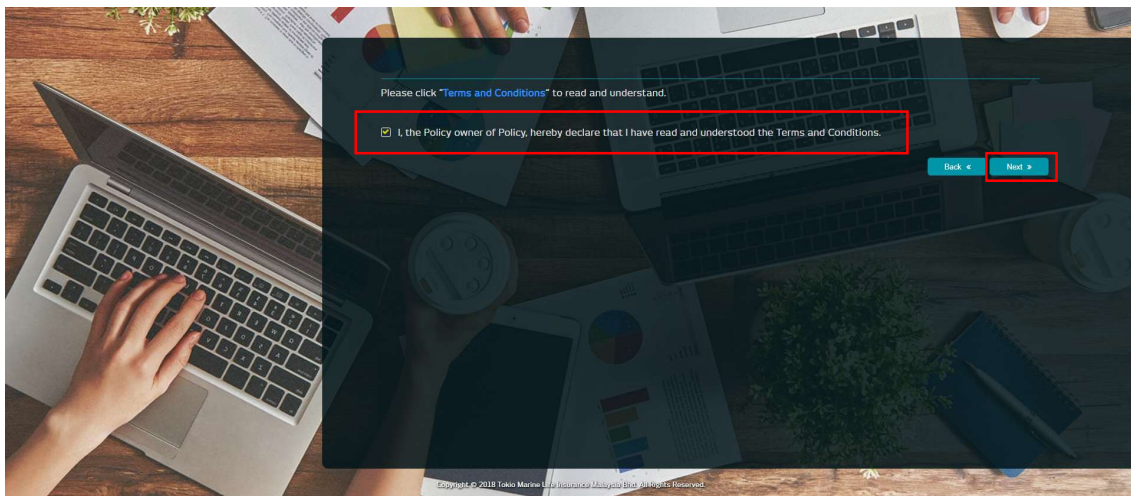 Please click "Terms and Conditions" to read and understand.
I, the Policy owner of Policy, hereby declare that I have read and understood the Terms and Conditions.
Back «
Next »
Copyright © 2018 Tokio Marine Life Insurance Malaysia Bhd. All Rights Reserved.